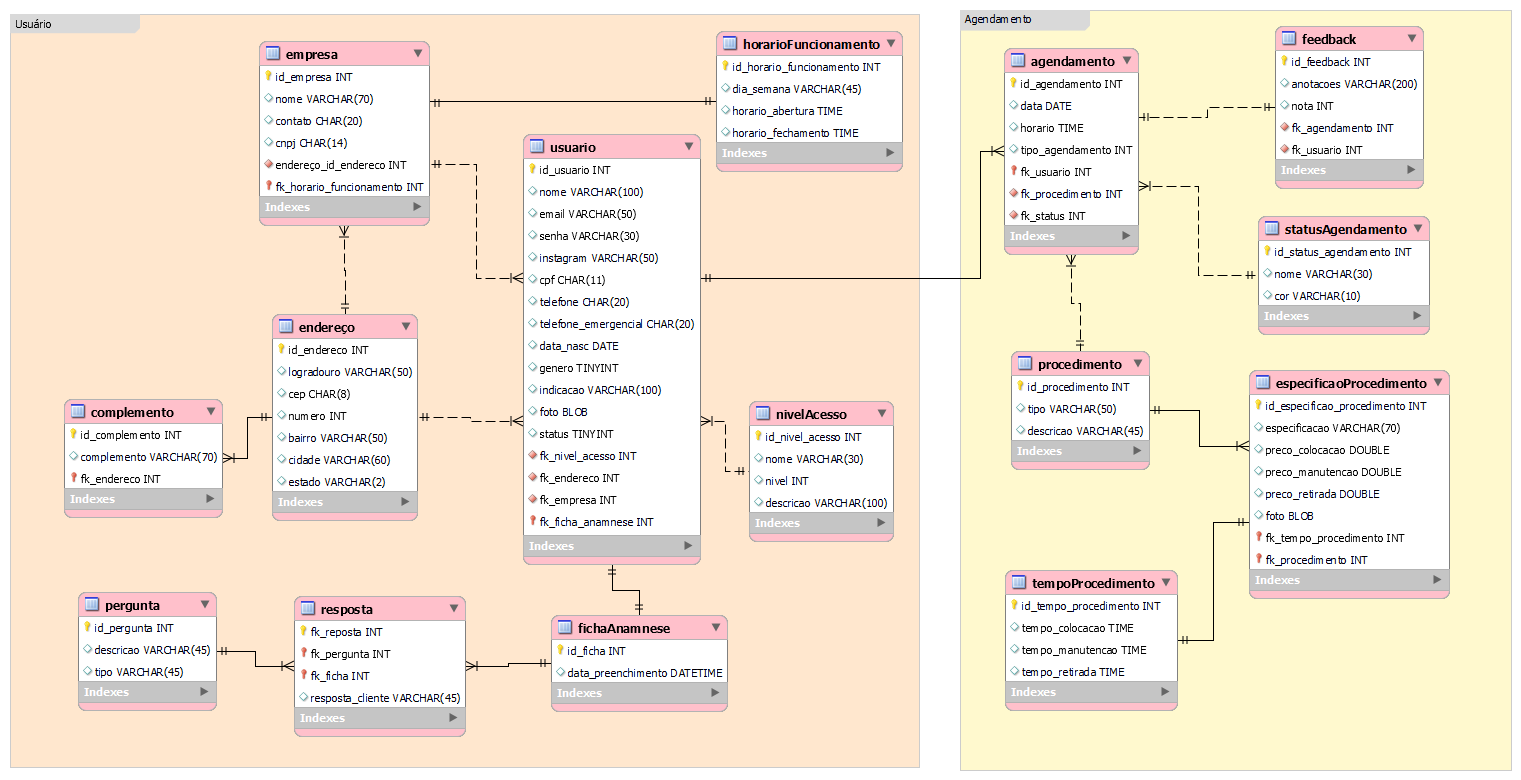 Usuário
empresa
id_empresa INT
nome VARCHAR(70)
contato CHAR(20)
cnpj CHAR(14)
endereço_id_endereco INT
fk_horario_funcionamento INT
Indexes
horarioFuncionamento
id_horario_funcionamento INT
dia_semana VARCHAR(45)
horario_abertura TIME
horario_fechamento TIME
Indexes
usuario
id_usuario INT
nome VARCHAR(100)
email VARCHAR(50)
senha VARCHAR(30)
instagram VARCHAR(50)
cpf CHAR(11)
telefone CHAR(20)
telefone_emergencial CHAR(20)
data_nasc DATE
genero TINYINT
indicacao VARCHAR(100)
foto BLOB
status TINYINT
fk_nivel_acesso INT
fk_endereco INT
fk_empresa INT
fk_ficha_anamnese INT
Indexes
endereço
id_endereco INT
logradouro VARCHAR(50)
cep CHAR(8)
numero INT
bairro VARCHAR(50)
cidade VARCHAR(60)
estado VARCHAR(2)
Indexes
complemento
id_complemento INT
complemento VARCHAR(70)
fk_endereco INT
Indexes
nivelAcesso
id_nivel_acesso INT
nome VARCHAR(30)
nivel INT
descricao VARCHAR(100)
Indexes
pergunta
id_pergunta INT
descricao VARCHAR(45)
tipo VARCHAR(45)
Indexes
resposta
fk_reposta INT
fk_pergunta INT
fk_ficha INT
resposta_cliente VARCHAR(45)
Indexes
fichaAnamnese
id_ficha INT
data_preenchimento DATETIME
Indexes
Agendamento
agendamento
id_agendamento INT
data DATE
horario TIME
tipo_agendamento INT
fk_usuario INT
fk_procedimento INT
fk_status INT
Indexes
feedback
id_feedback INT
anotacoes VARCHAR(200)
nota INT
fk_agendamento INT
fk_usuario INT
Indexes
statusAgendamento
id_status_agendamento INT
nome VARCHAR(30)
cor VARCHAR(10)
Indexes
procedimento
id_procedimento INT
tipo VARCHAR(50)
descricao VARCHAR(45)
Indexes
especificaoProcedimento
id_especificao_procedimento INT
especificacao VARCHAR(70)
preco_colocacao DOUBLE
preco_manutencao DOUBLE
preco_retirada DOUBLE
foto BLOB
fk_tempo_procedimento INT
fk_procedimento INT
Indexes
tempoProcedimento
id_tempo_procedimento INT
tempo_colocacao TIME
tempo_manutencao TIME
tempo_retirada TIME
Indexes